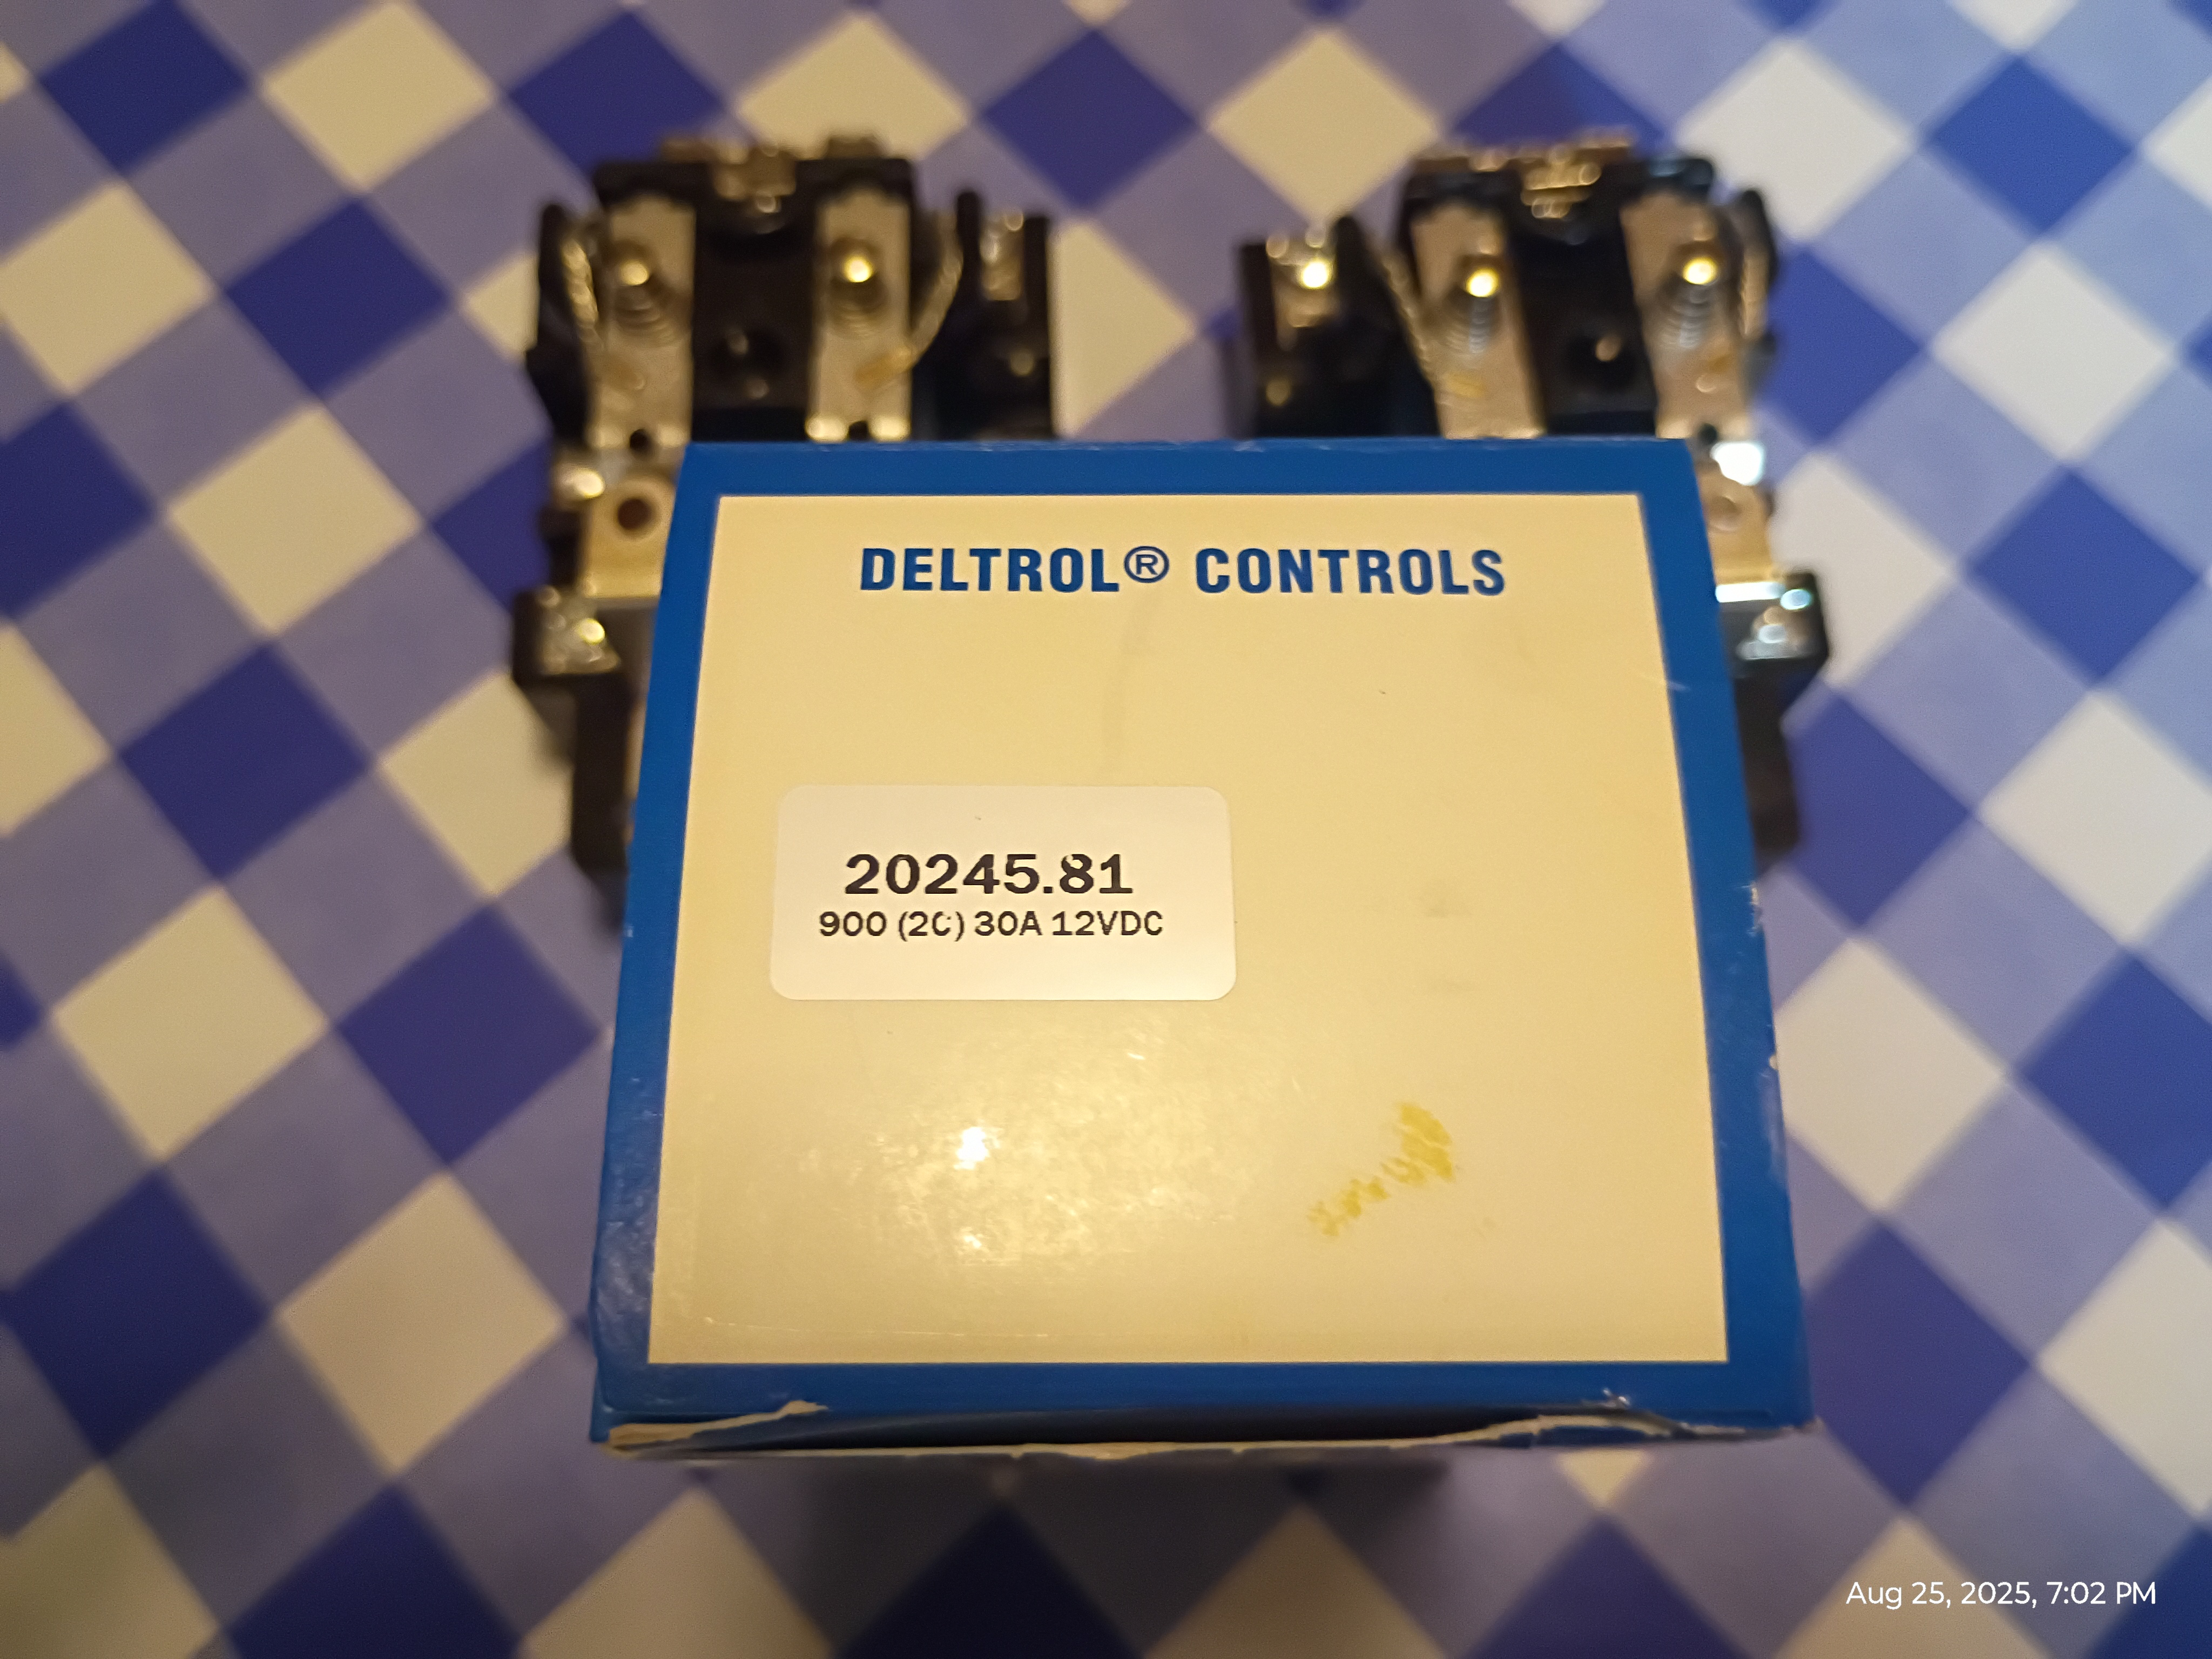 DELTROL® CONTROLS
20245.81
900 (2C) 30A 12VDC
Aug 25, 2025, 7:02 PM